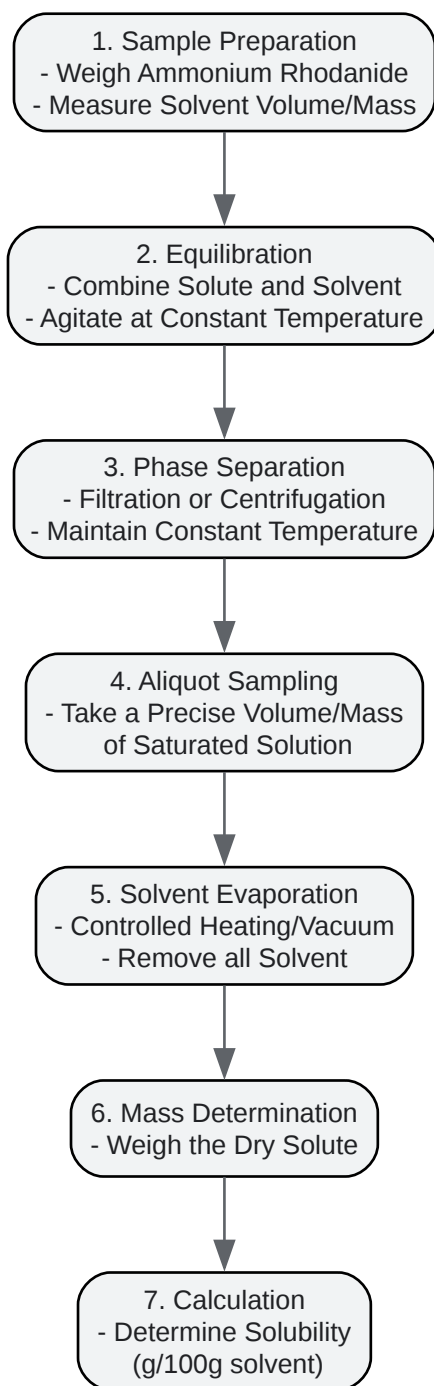 1. Sample Preparation
- Weigh Ammonium Rhodanide
- Measure Solvent Volume/Mass
2. Equilibration
- Combine Solute and Solvent
- Agitate at Constant Temperature
3. Phase Separation
- Filtration or Centrifugation
- Maintain Constant Temperature
4. Aliquot Sampling
- Take a Precise Volume/Mass
of Saturated Solution
5. Solvent Evaporation
- Controlled Heating/Vacuum
- Remove all Solvent
6. Mass Determination
- Weigh the Dry Solute
7. Calculation
- Determine Solubility
(g/100g solvent)